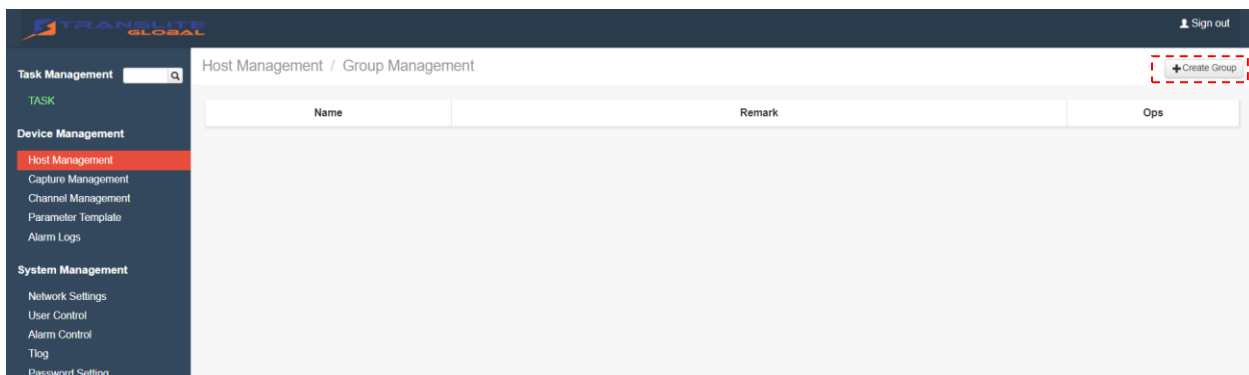 TRANSLITE
GLOBAL
Sign out
Task Management
TASK
Device Management
Host Management
Capture Management
Channel Management
Parameter Template
Alarm Logs
System Management
Network Settings
User Control
Alarm Control
Tlog
Password Setting
Host Management / Group Management
+Create Group
Name Remark Ops